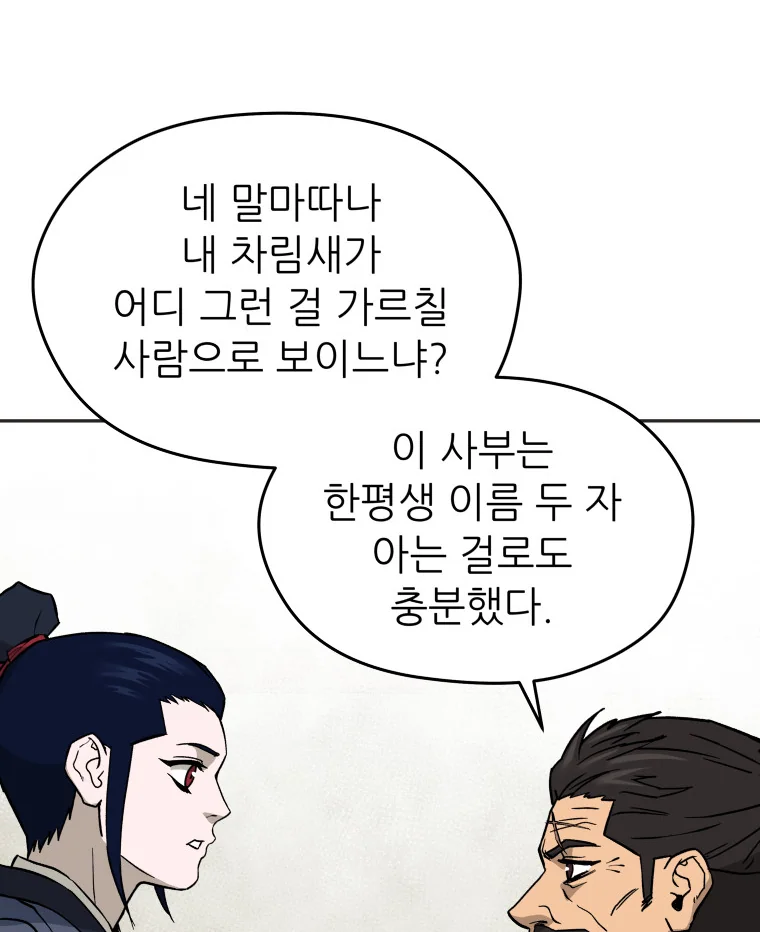 네 말마따나
내 차림새가
어디 그런 걸 가르칠
사람으로 보이느냐?
이 사부는
한평생 이름 두 자
아는 걸로도
충분했다.